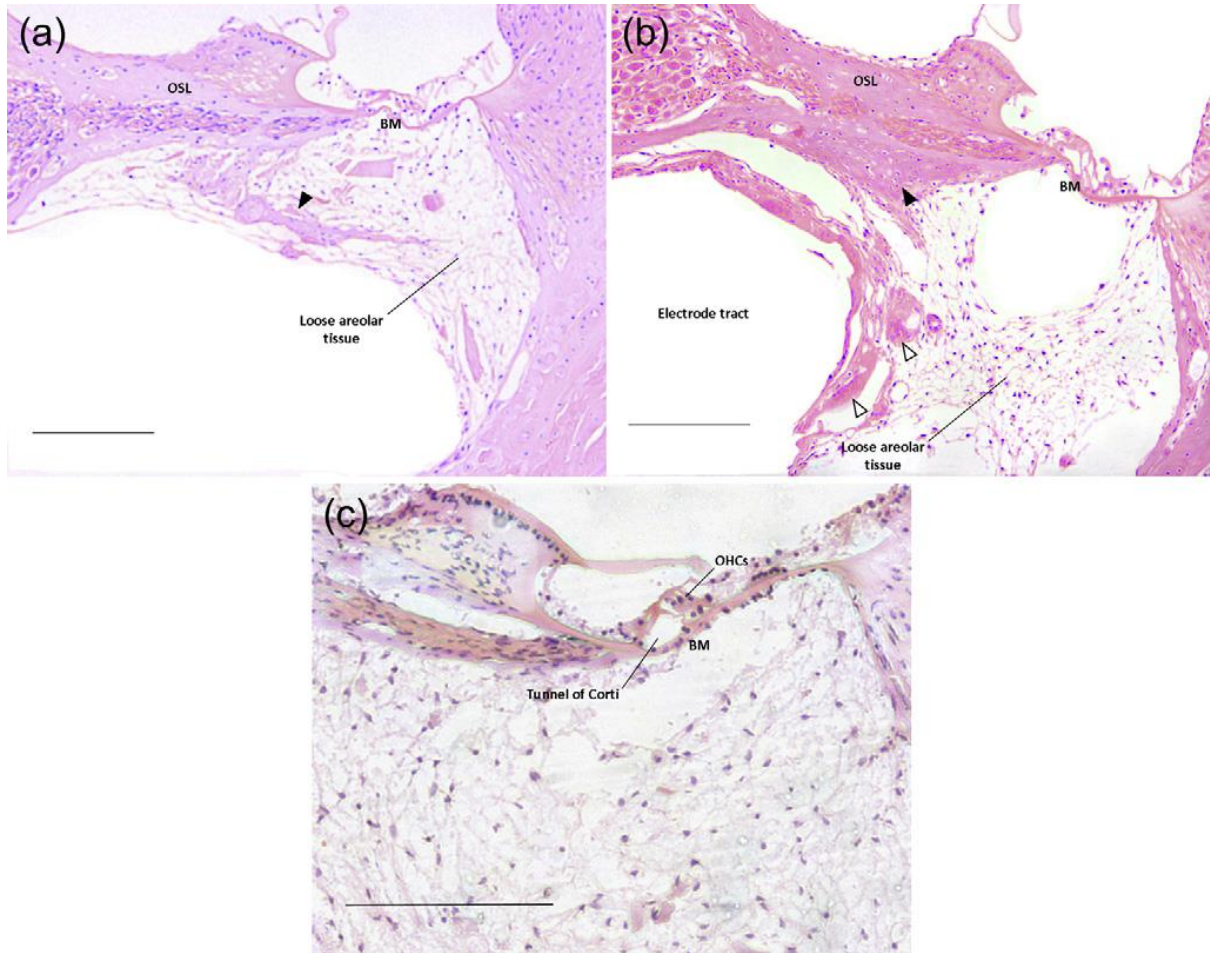 (a)
OSL
BM
Loose areolar
tissue
(b)
OSL
BM
Electrode tract
Loose areolar
tissue
(c)
OHCs
BM
Tunnel of Corti